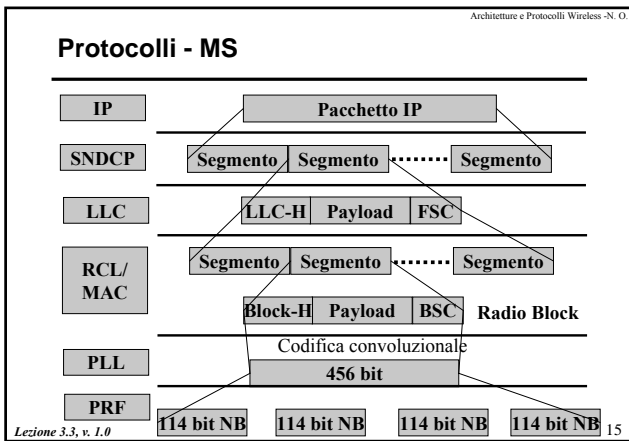 Architetture e Protocolli Wireless -N. O.
Protocolli - MS
IP Pacchetto IP
SNDCP Segmento Segmento Segmento
LLC LLC-H Payload FSC
RCL/ MAC Segmento Segmento Segmento
Block-H Payload BSC Radio Block
Codifica convoluzionale
PLL 456 bit
PRF 114 bit NB 114 bit NB 114 bit NB 114 bit NB
Lezione 3.3, v. 1.0 15